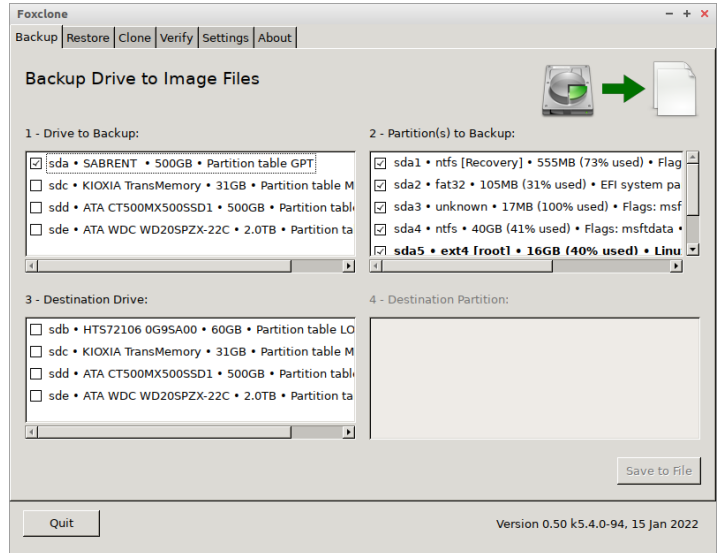 Foxclone
Backup Restore Clone Verify Settings About
Backup Drive to Image Files
1 - Drive to Backup:
sda • SABRENT • 500GB • Partition table GPT
sdc • KIOXIA TransMemory • 31GB • Partition table M
sdd • ATA CT500MX500SSD1 • 500GB • Partition tabl
sde • ATA WDC WD20SPZX-22C • 2.0TB • Partition ta
2 - Partition(s) to Backup:
sda1 • ntfs [Recovery] • 555MB (73% used) • Flag
sda2 • fat32 • 105MB (31% used) • EFI system pa
sda3 • unknown • 17MB (100% used) • Flags: msf
sda4 • ntfs • 40GB (41% used) • Flags: msftdata •
sda5 • ext4 [root] • 16GB (40% used) • Linu
3 - Destination Drive:
sdb • HTS72106 0G9SA00 • 60GB • Partition table LO
sdc • KIOXIA TransMemory • 31GB • Partition table M
sdd • ATA CT500MX500SSD1 • 500GB • Partition tabl
sde • ATA WDC WD20SPZX-22C • 2.0TB • Partition ta
4 - Destination Partition:
Save to File
Quit
Version 0.50 k5.4.0-94, 15 Jan 2022